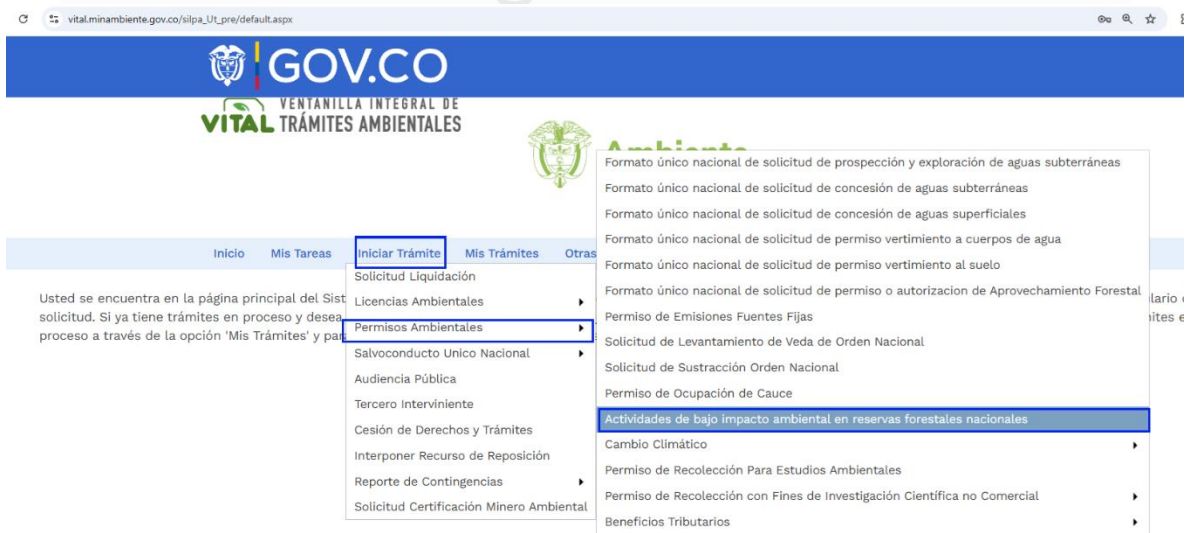 vital.minambiente.gov.co/silpa_Ut_pre/default.aspx
GOV.CO
VENTANILLA INTEGRAL DE
VITAL TRÁMITES AMBIENTALES
Ambiente
Inicio Mis Tareas Iniciar Trámite Mis Trámites Otras
Usted se encuentra en la página principal del Sist
solicitud. Si ya tiene trámites en proceso y desea
proceso a través de la opción 'Mis Trámites' y par
Solicitud Liquidación
Licencias Ambientales
Permisos Ambientales
Salvoconducto Unico Nacional
Audiencia Pública
Tercero Interviniente
Cesión de Derechos y Trámites
Interponer Recurso de Reposición
Reporte de Contingencias
Solicitud Certificación Minero Ambiental
Formato único nacional de solicitud de prospección y exploración de aguas subterráneas
Formato único nacional de solicitud de concesión de aguas subterráneas
Formato único nacional de solicitud de concesión de aguas superficiales
Formato único nacional de solicitud de permiso vertimiento a cuerpos de agua
Formato único nacional de solicitud de permiso vertimiento al suelo
Formato único nacional de solicitud de permiso o autorizacion de Aprovechamiento Forestal
Permiso de Emisiones Fuentes Fijas
Solicitud de Levantamiento de Veda de Orden Nacional
Solicitud de Sustracción Orden Nacional
Permiso de Ocupación de Cauce
Actividades de bajo impacto ambiental en reservas forestales nacionales
Cambio Climático
Permiso de Recolección Para Estudios Ambientales
Permiso de Recolección con Fines de Investigación Científica no Comercial
Beneficios Tributarios